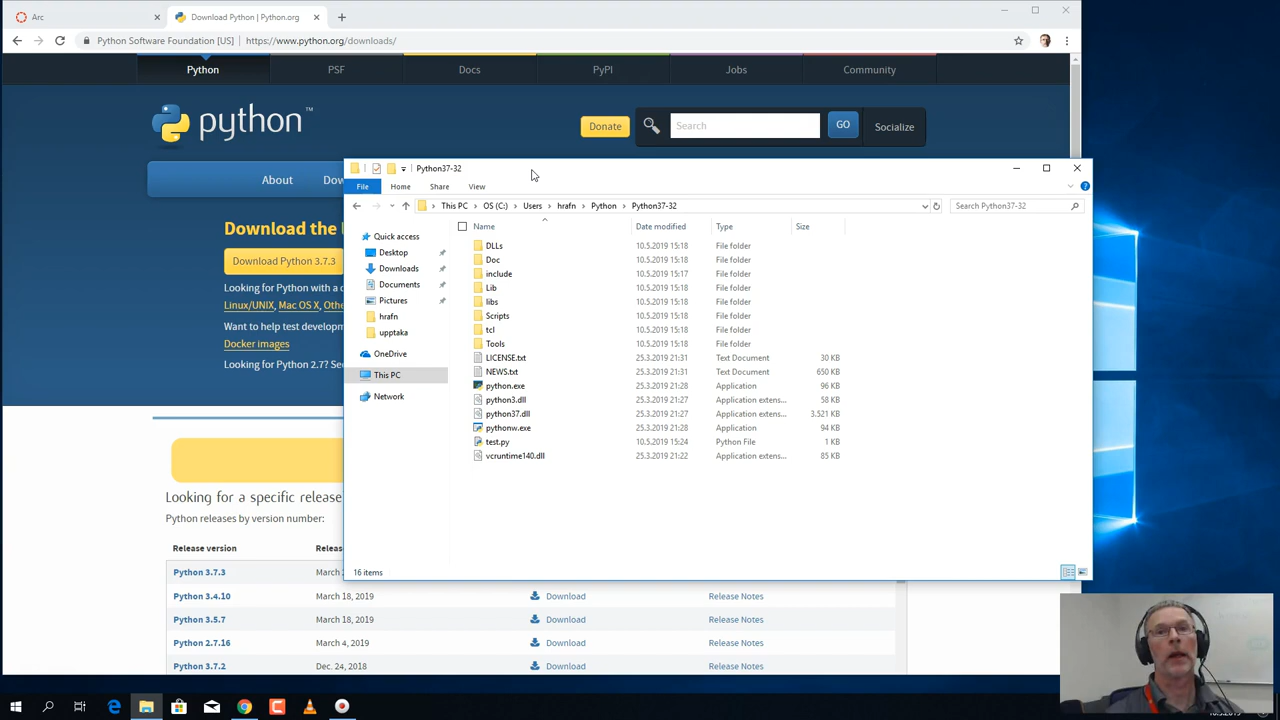 Arc
Download Python | Python.org
Python Software Foundation [US] https://www.python.org/downloads/
Python PSF Docs PyPI Jobs Community
python™
Donate
Search
GO
Socialize
About
Download the
Download Python 3.7.3
Looking for Python with a
Linux/UNIX, Mac OS X,
Want to help test
Docker images
Looking for Python 2.7? See
Looking for a specific release
Python releases by version number:
Release version
Python 3.7.3 March
Python 3.4.10 March 18, 2019 Download Release Notes
Python 3.5.7 March 18, 2019 Download Release Notes
Python 2.7.16 March 4, 2019 Download Release Notes
Python 3.7.2 Dec. 24, 2018 Download Release Notes
Python37-32
File Home Share View
This PC OS (C:) Users hrafn Python Python37-32
Search Python37-32
Quick access
Desktop
Downloads
Documents
Pictures
hrafn
upptaka
OneDrive
This PC
Network
Name Date modified Type Size
DLLs 10.5.2019 15:18 File folder
Doc 10.5.2019 15:18 File folder
include 10.5.2019 15:17 File folder
Lib 10.5.2019 15:18 File folder
libs 10.5.2019 15:18 File folder
Scripts 10.5.2019 15:18 File folder
tcl 10.5.2019 15:18 File folder
Tools 10.5.2019 15:18 File folder
LICENSE.txt 25.3.2019 21:31 Text Document 30 KB
NEWS.txt 25.3.2019 21:31 Text Document 650 KB
python.exe 25.3.2019 21:28 Application 96 KB
python3.dll 25.3.2019 21:27 Application extens... 58 KB
python37.dll 25.3.2019 21:27 Application extens... 3.521 KB
pythonw.exe 25.3.2019 21:28 Application 94 KB
test.py 10.5.2019 15:24 Python File 1 KB
vcruntime140.dll 25.3.2019 21:22 Application extens... 85 KB
16 items